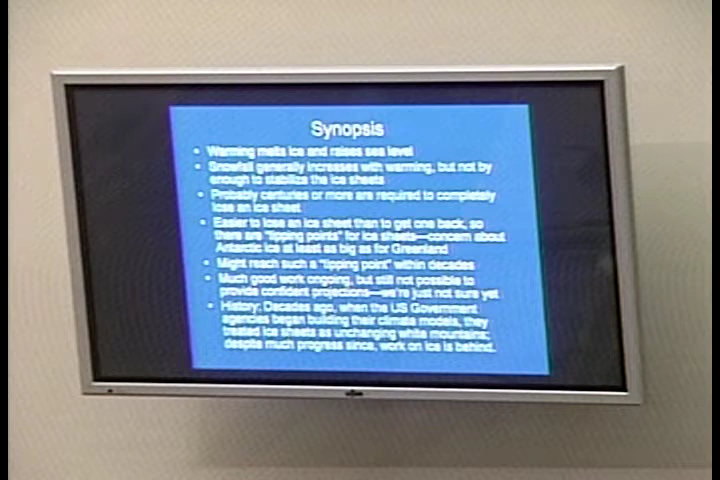 Synopsis
• Warming melts ice and raises sea level
• Snowfall generally increases with warming, but not by
enough to stabilize the ice sheets
• Probably centuries or more are required to completely
lose an ice sheet
• Easier to lose an ice sheet than to get one back, so
there are "tipping points" for ice sheets—concern about
Antarctic ice at least as big as for Greenland
• Might reach such a "tipping point" within decades
• Much good work ongoing, but still not possible to
provide confident projections—we're just not sure yet
• History: Decades ago, when the US Government
agencies began building their climate models, they
treated ice sheets as unchanging white mountains;
despite much progress since, work on ice is behind.